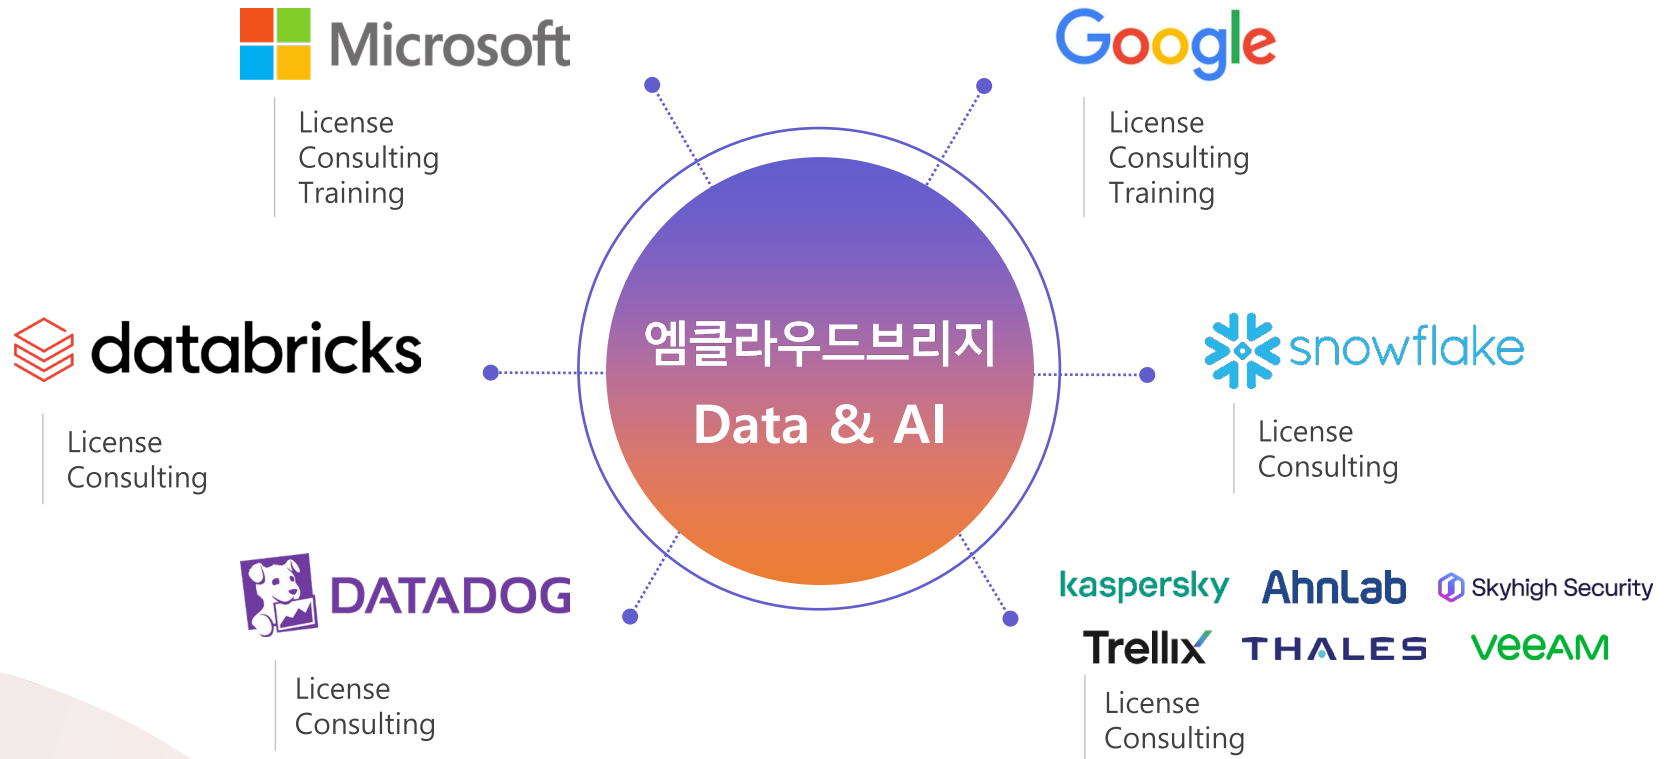 Microsoft
License
Consulting
Training
Google
License
Consulting
Training
databricks
License
Consulting
엠클라우드브리지
Data & AI
snowflake
License
Consulting
DATADOG
License
Consulting
kaspersky AhnLab Skyhigh Security
Trellix THALES veeAM
License
Consulting